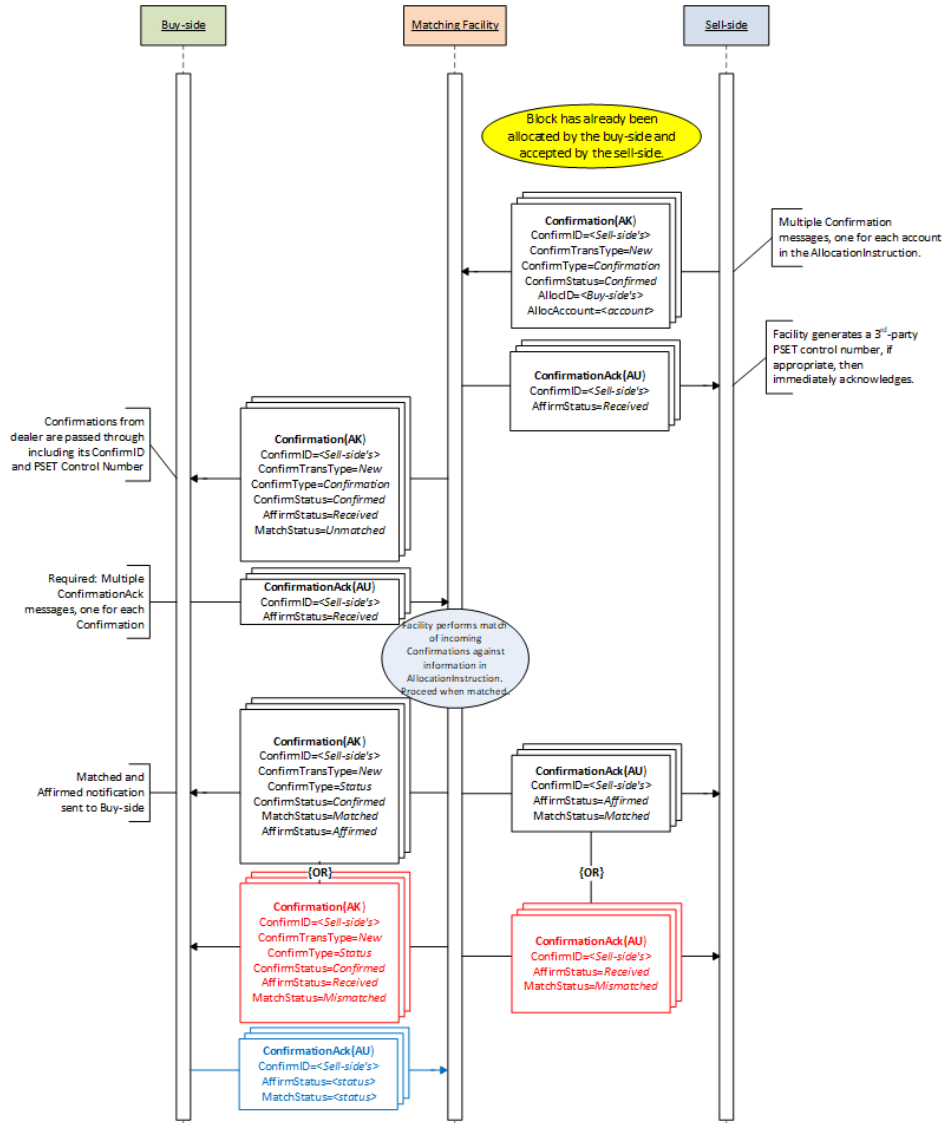 Buy-side
Matching Facility
Sell-side
Block has already been
allocated by the buy-side and
accepted by the sell-side.
Confirmation(AK)
ConfirmID=<Sell-side's>
ConfirmTransType=New
ConfirmType=Confirmation
ConfirmStatus=Confirmed
AllocID=<Buy-side's>
AllocAccount=<account>
Multiple Confirmation
messages, one for each account
in the AllocationInstruction.
ConfirmationAck(AU)
ConfirmID=<Sell-side's>
AffirmStatus=Received
Facility generates a 3rd-party
PSET control number, if
appropriate, then
immediately acknowledges.
Confirmations from
dealer are passed through
including its ConfirmID
and PSET Control Number
Confirmation(AK)
ConfirmID=<Sell-side's>
ConfirmTransType=New
ConfirmType=Confirmation
ConfirmStatus=Confirmed
AffirmStatus=Received
MatchStatus=Unmatched
Required: Multiple
ConfirmationAck
messages, one for each
Confirmation
ConfirmationAck(AU)
ConfirmID=<Sell-side's>
AffirmStatus=Received
Facility performs match
of incoming
Confirmations against
information in
AllocationInstruction.
Proceed when matched.
Matched and
Affirmed notification
sent to Buy-side
Confirmation(AK)
ConfirmID=<Sell-side's>
ConfirmTransType=New
ConfirmType=Status
ConfirmStatus=Confirmed
MatchStatus=Matched
AffirmStatus=Affirmed
ConfirmationAck(AU)
ConfirmID=<Sell-side's>
AffirmStatus=Affirmed
MatchStatus=Matched
{OR}
{OR}
Confirmation(AK)
ConfirmID=<Sell-side's>
ConfirmTransType=New
ConfirmType=Status
ConfirmStatus=Confirmed
AffirmStatus=Received
MatchStatus=Mismatched
ConfirmationAck(AU)
ConfirmID=<Sell-side's>
AffirmStatus=Received
MatchStatus=Mismatched
ConfirmationAck(AU)
ConfirmID=<Sell-side's>
AffirmStatus=<status>
MatchStatus=<status>